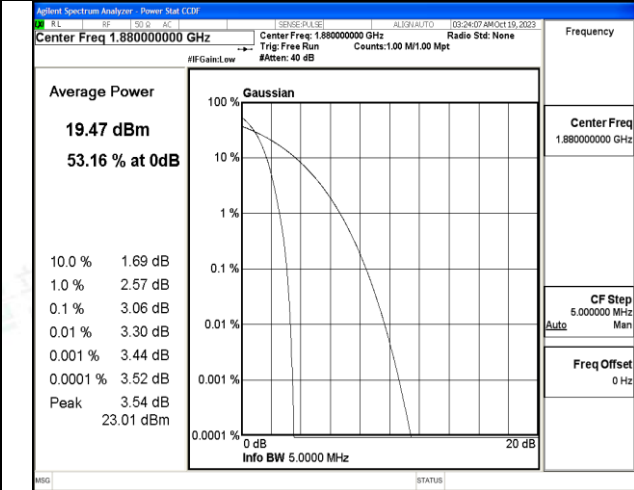 Agilent Spectrum Analyzer - Power Stat CCDF
RL RF 50 Ω AC SENSE:PULSE ALIGNAUTO 03:24:07 AM Oct 19, 2023
Center Freq 1.880000000 GHz
Center Freq: 1.880000000 GHz Radio Std: None
Trig: Free Run Counts:1.00 M/1.00 Mpt
#IFGain:Low #Atten: 40 dB
Frequency
Average Power
19.47 dBm
53.16 % at 0dB
10.0 % 1.69 dB
1.0 % 2.57 dB
0.1 % 3.06 dB
0.01 % 3.30 dB
0.001 % 3.44 dB
0.0001 % 3.52 dB
Peak 3.54 dB
23.01 dBm
Gaussian
100 %
10 %
1 %
0.1 %
0.01 %
0.001 %
0.0001 %
0 dB 20 dB
Info BW 5.0000 MHz
Center Freq
1.880000000 GHz
CF Step
5.000000 MHz
Auto Man
Freq Offset
0 Hz
MSG STATUS